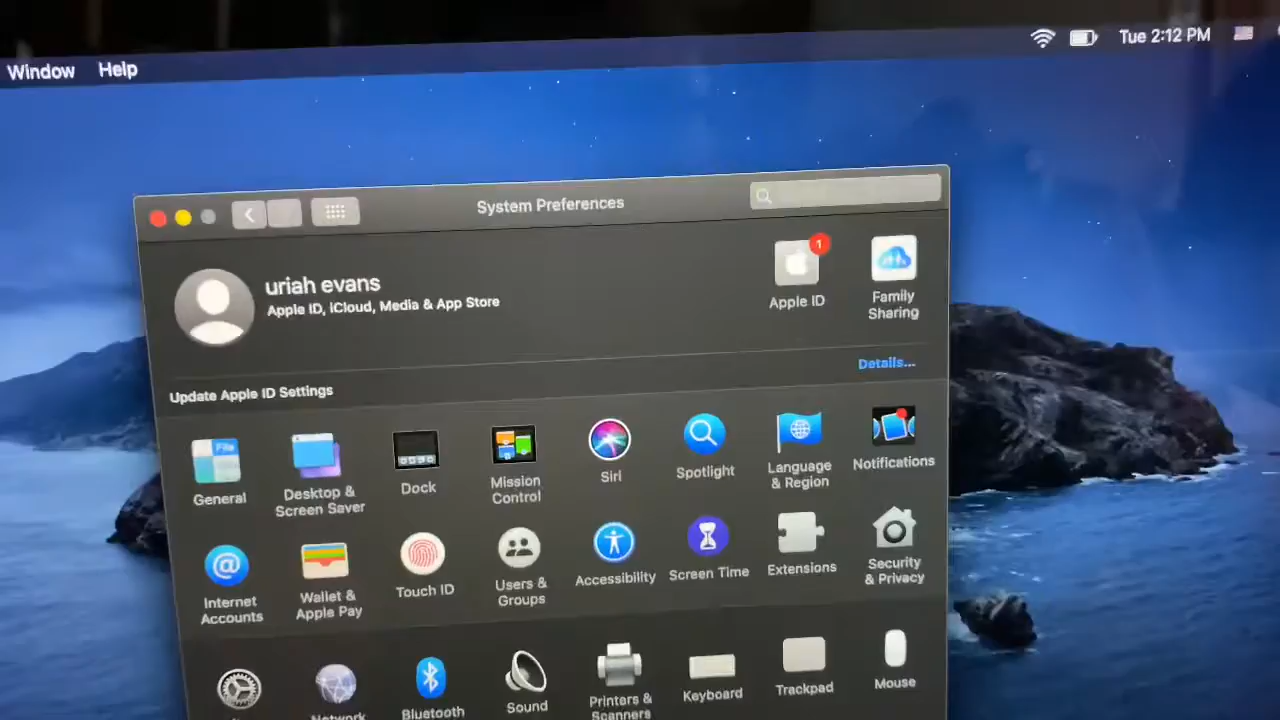 Window Help Tue 2:12 PM
System Preferences
uriah evans
Apple ID, iCloud, Media & App Store
1
Apple ID
Family
Sharing
Update Apple ID Settings
Details...
File
General
Desktop &
Screen Saver
Dock
Mission
Control
Siri
Spotlight
Language
& Region
Notifications
@
Internet
Accounts
Wallet &
Apple Pay
Touch ID
Users &
Groups
Accessibility
Screen Time
Extensions
Security
& Privacy
Network
Bluetooth
Sound
Printers &
Scanners
Keyboard
Trackpad
Mouse